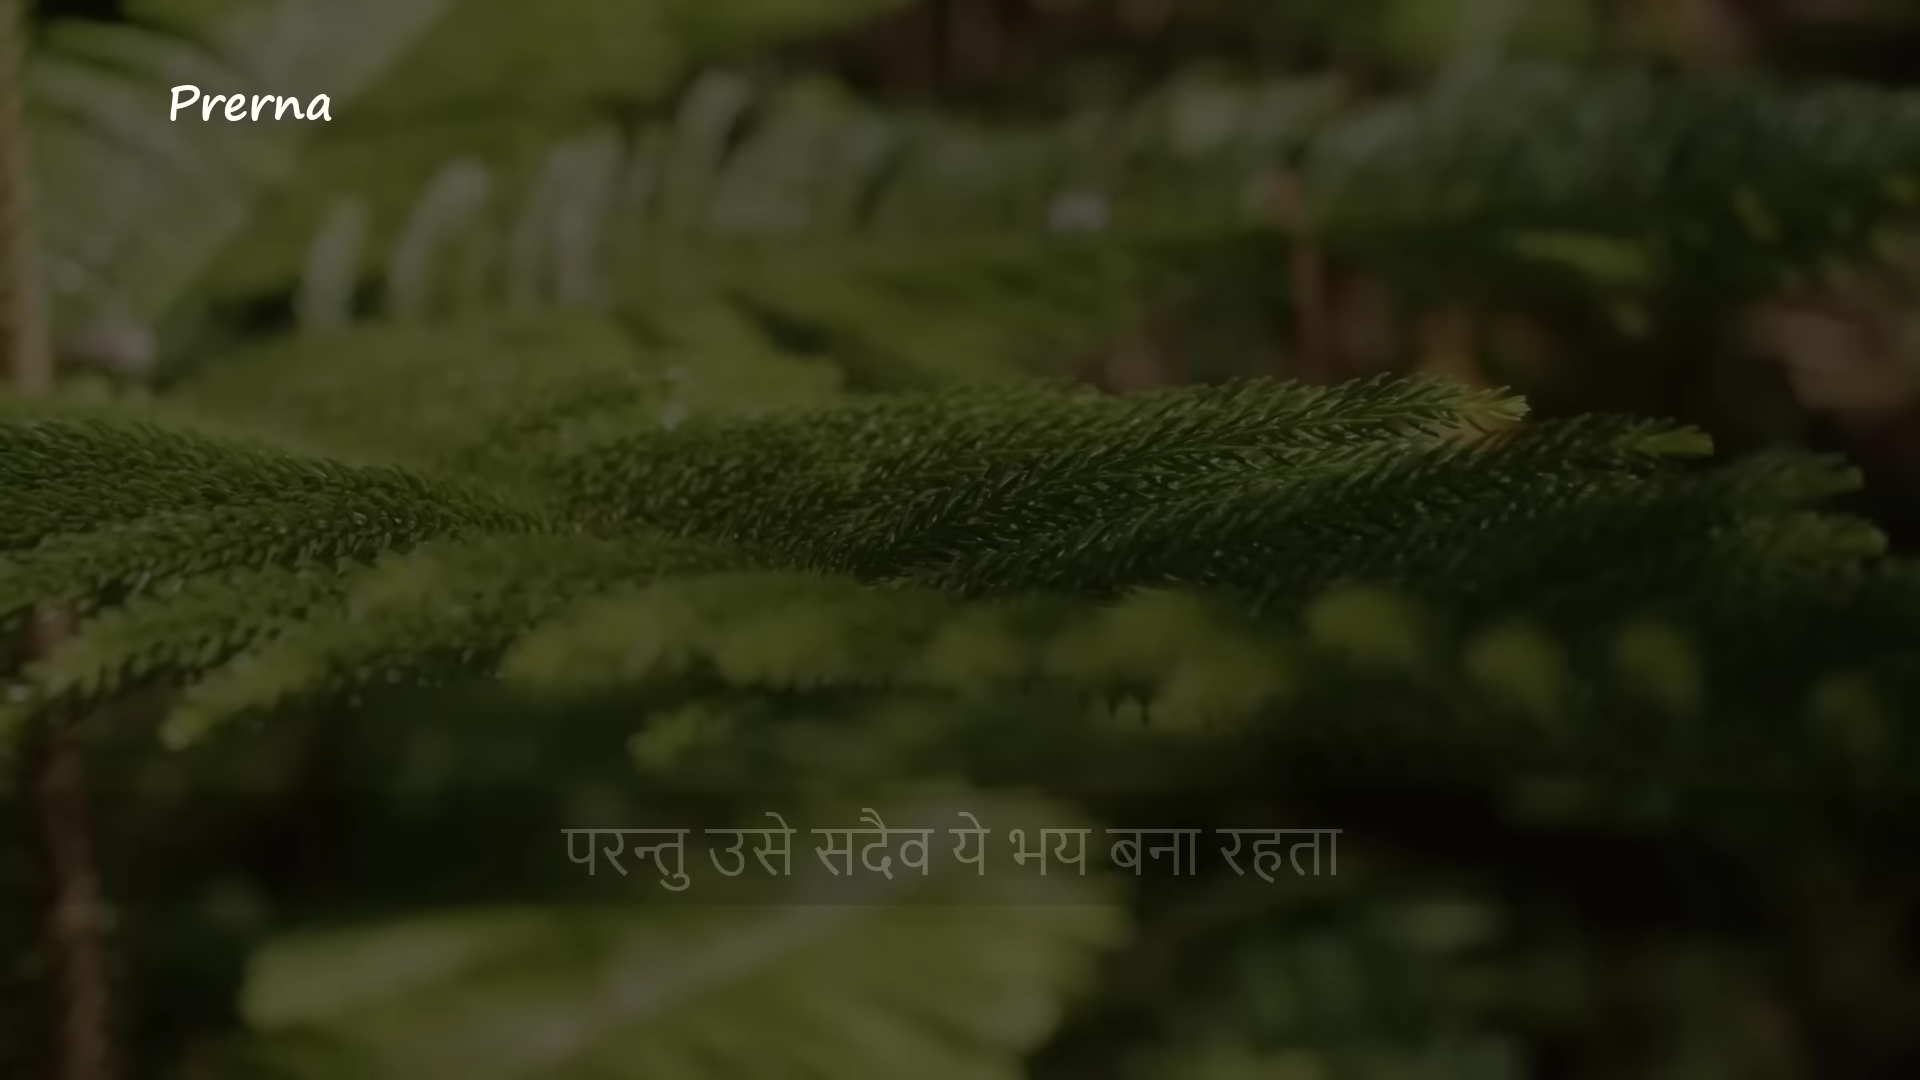 Prerna
परन्तु उसे सदैव ये भय बना रहता